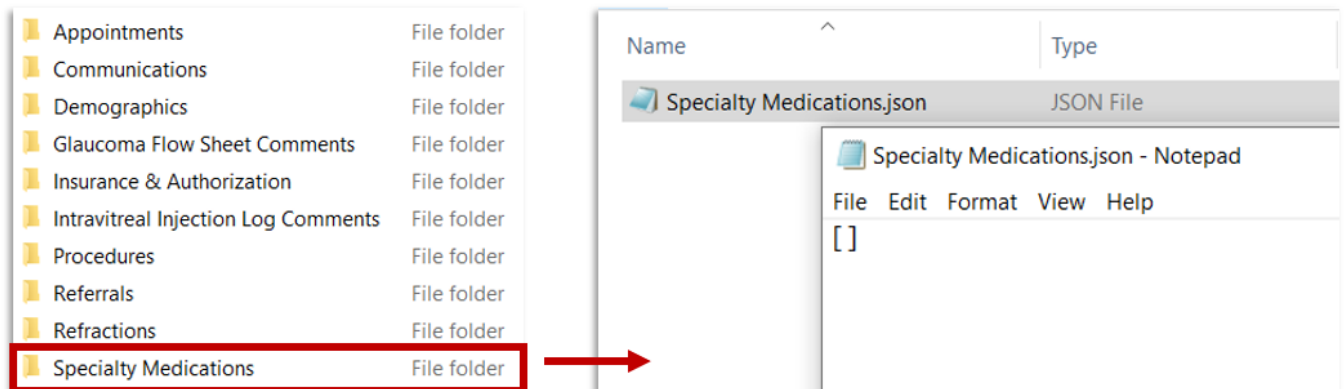 Appointments File folder
Communications File folder
Demographics File folder
Glaucoma Flow Sheet Comments File folder
Insurance & Authorization File folder
Intravitreal Injection Log Comments File folder
Procedures File folder
Referrals File folder
Refractions File folder
Specialty Medications File folder
Name Type
Specialty Medications.json JSON File
Specialty Medications.json - Notepad
File Edit Format View Help
[]